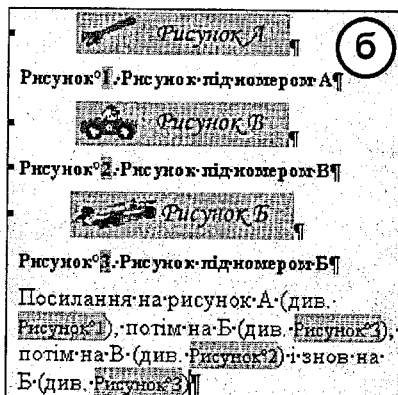 б
Рисунок А¶
Рисунок°1.·Рисунок·під·номером·А¶
Рисунок В¶
Рисунок°2.·Рисунок·під·номером·В¶
Рисунок Б¶
Рисунок°3.·Рисунок·під·номером·Б¶
Посилання·на·рисунок·А·(див.·
Рисунок°1),·потім·на·Б·(див.·Рисунок°3),·
потім·на·В·(див.·Рисунок°2)·і·знов·на·
Б·(див.·Рисунок°3)¶